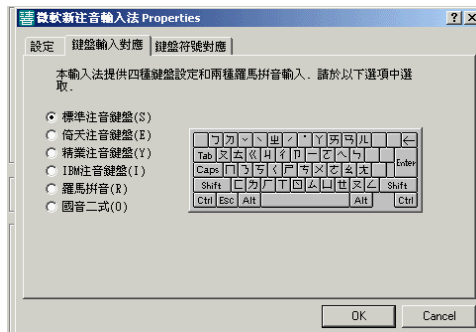 微軟新注音輸入法 Properties
設定 鍵盤輸入對應 鍵盤符號對應
本輸入法提供四種鍵盤設定和兩種羅馬拼音輸入．請於以下選項中選
取．
標準注音鍵盤(S)
倚天注音鍵盤(E)
精業注音鍵盤(Y)
IBM注音鍵盤(I)
羅馬拼音(R)
國音二式(O)
ㄅ ㄉ ˇ ˋ ㄓ ˊ ˙ ㄚ ㄞ ㄢ ㄦ ←
Tab ㄆ ㄊ ㄍ ㄐ ㄔ ㄗ ㄧ ㄛ ㄟ ㄣ
Caps ㄇ ㄋ ㄎ ㄑ ㄕ ㄘ ㄨ ㄜ ㄠ ㄤ Enter
Shift ㄈ ㄌ ㄏ ㄒ ㄖ ㄙ ㄩ ㄝ ㄡ ㄥ Shift
Ctrl Esc Alt Alt Ctrl
OK Cancel